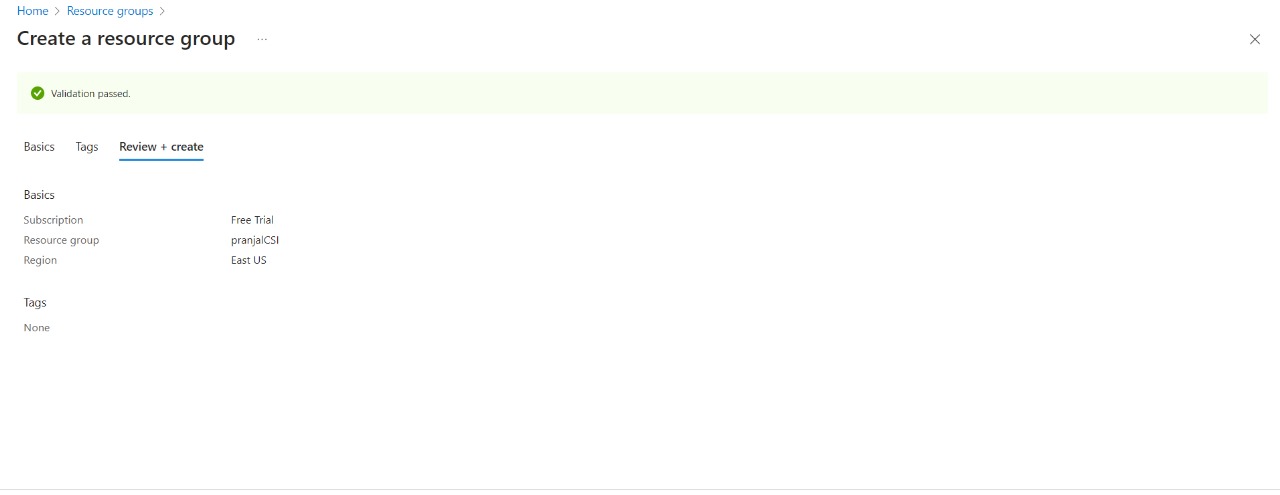 Home > Resource groups >
Create a resource group ...
Validation passed.
Basics Tags Review + create
Basics
Subscription Free Trial
Resource group pranjalCSI
Region East US
Tags
None